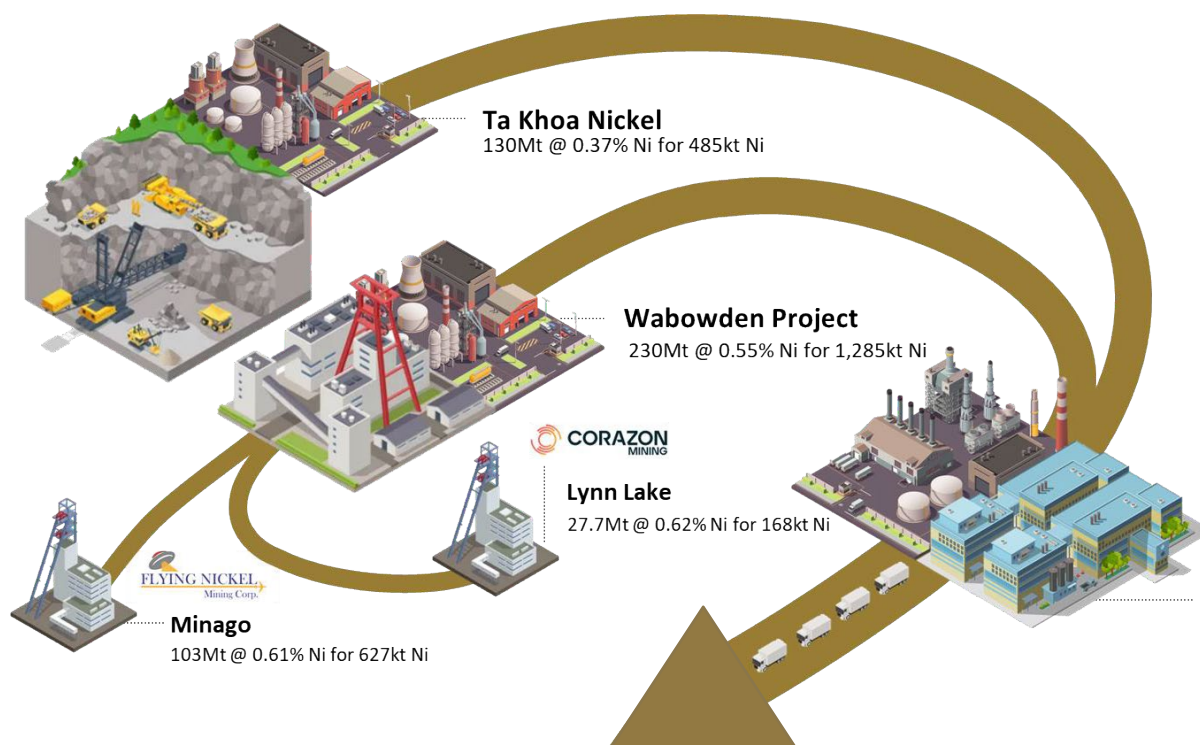 Ta Khoa Nickel
130Mt @ 0.37% Ni for 485kt Ni
Wabowden Project
230Mt @ 0.55% Ni for 1,285kt Ni
CORAZON
MINING
Lynn Lake
27.7Mt @ 0.62% Ni for 168kt Ni
FLYING NICKEL
Mining Corp.
Minago
103Mt @ 0.61% Ni for 627kt Ni